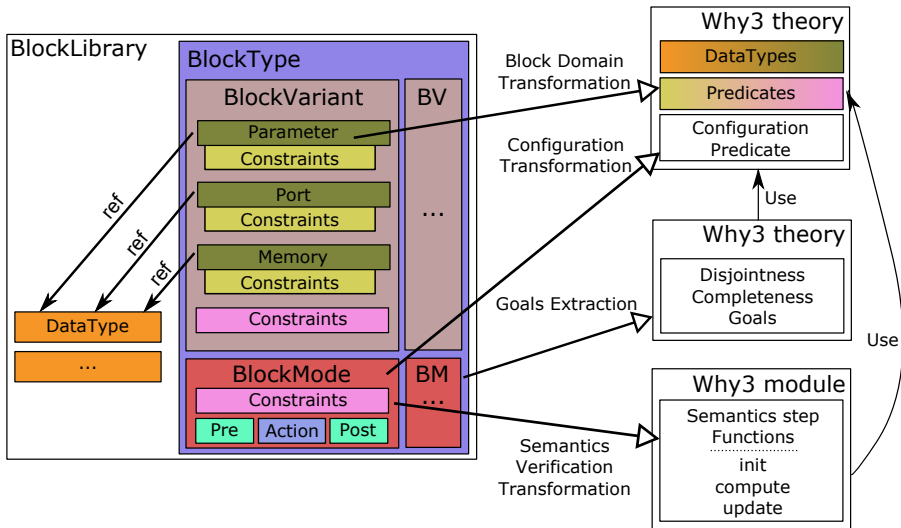 BlockLibrary
BlockType
BlockVariant
BV
Parameter
Constraints
Port
Constraints
...
Memory
Constraints
Constraints
ref
ref
ref
DataType
...
BlockMode
BM
Constraints
...
Pre
Action
Post
Block Domain
Transformation
Configuration
Transformation
Goals Extraction
Semantics
Verification
Transformation
Why3 theory
DataTypes
Predicates
Configuration
Predicate
Use
Why3 theory
Disjointness
Completeness
Goals
Use
Why3 module
Semantics step
Functions
init
compute
update